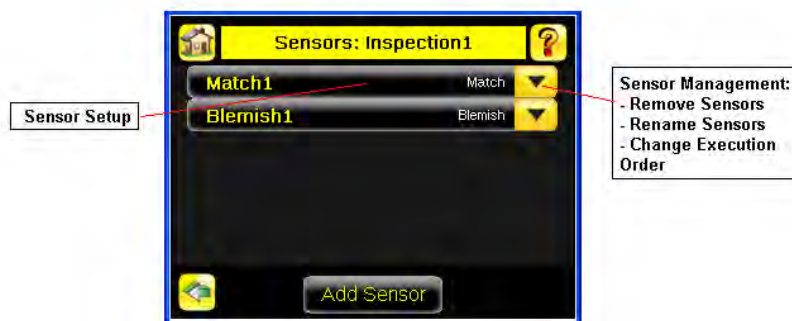 Sensors: Inspection1
?
Match1 Match
Blemish1 Blemish
Add Sensor
Sensor Setup
Sensor Management:
- Remove Sensors
- Rename Sensors
- Change Execution
Order